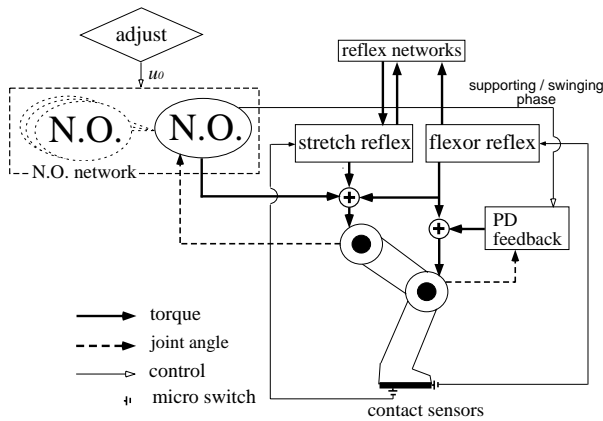 adjust
reflex networks
u0
supporting / swinging
phase
N.O.
N.O.
stretch reflex
flexor reflex
N.O. network
+
+
PD
feedback
torque
joint angle
control
micro switch
contact sensors